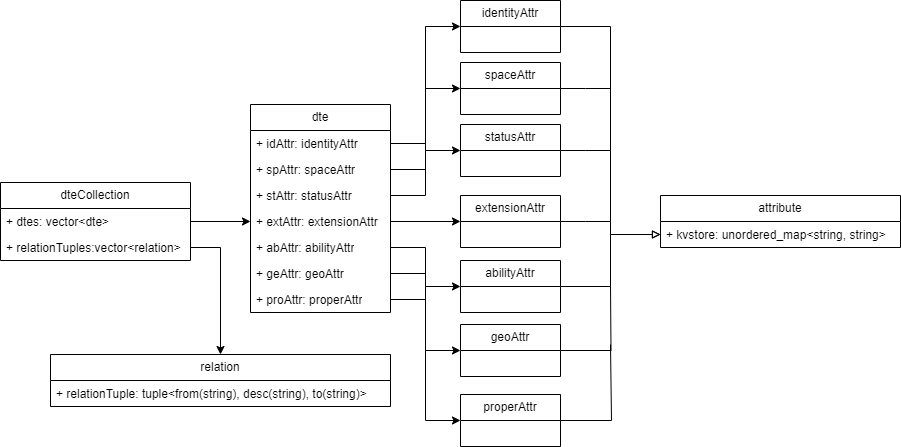 identityAttr
spaceAttr
dte
statusAttr
+ idAttr: identityAttr
+ spAttr: spaceAttr
dteCollection
+ stAttr: statusAttr
extensionAttr
attribute
+ dtes: vector<dte>
+ extAttr: extensionAttr
+ kvstore: unordered_map<string, string>
+ relationTuples:vector<relation>
+ abAttr: abilityAttr
abilityAttr
+ geAttr: geoAttr
+ proAttr: properAttr
geoAttr
relation
+ relationTuple: tuple<from(string), desc(string), to(string)>
properAttr